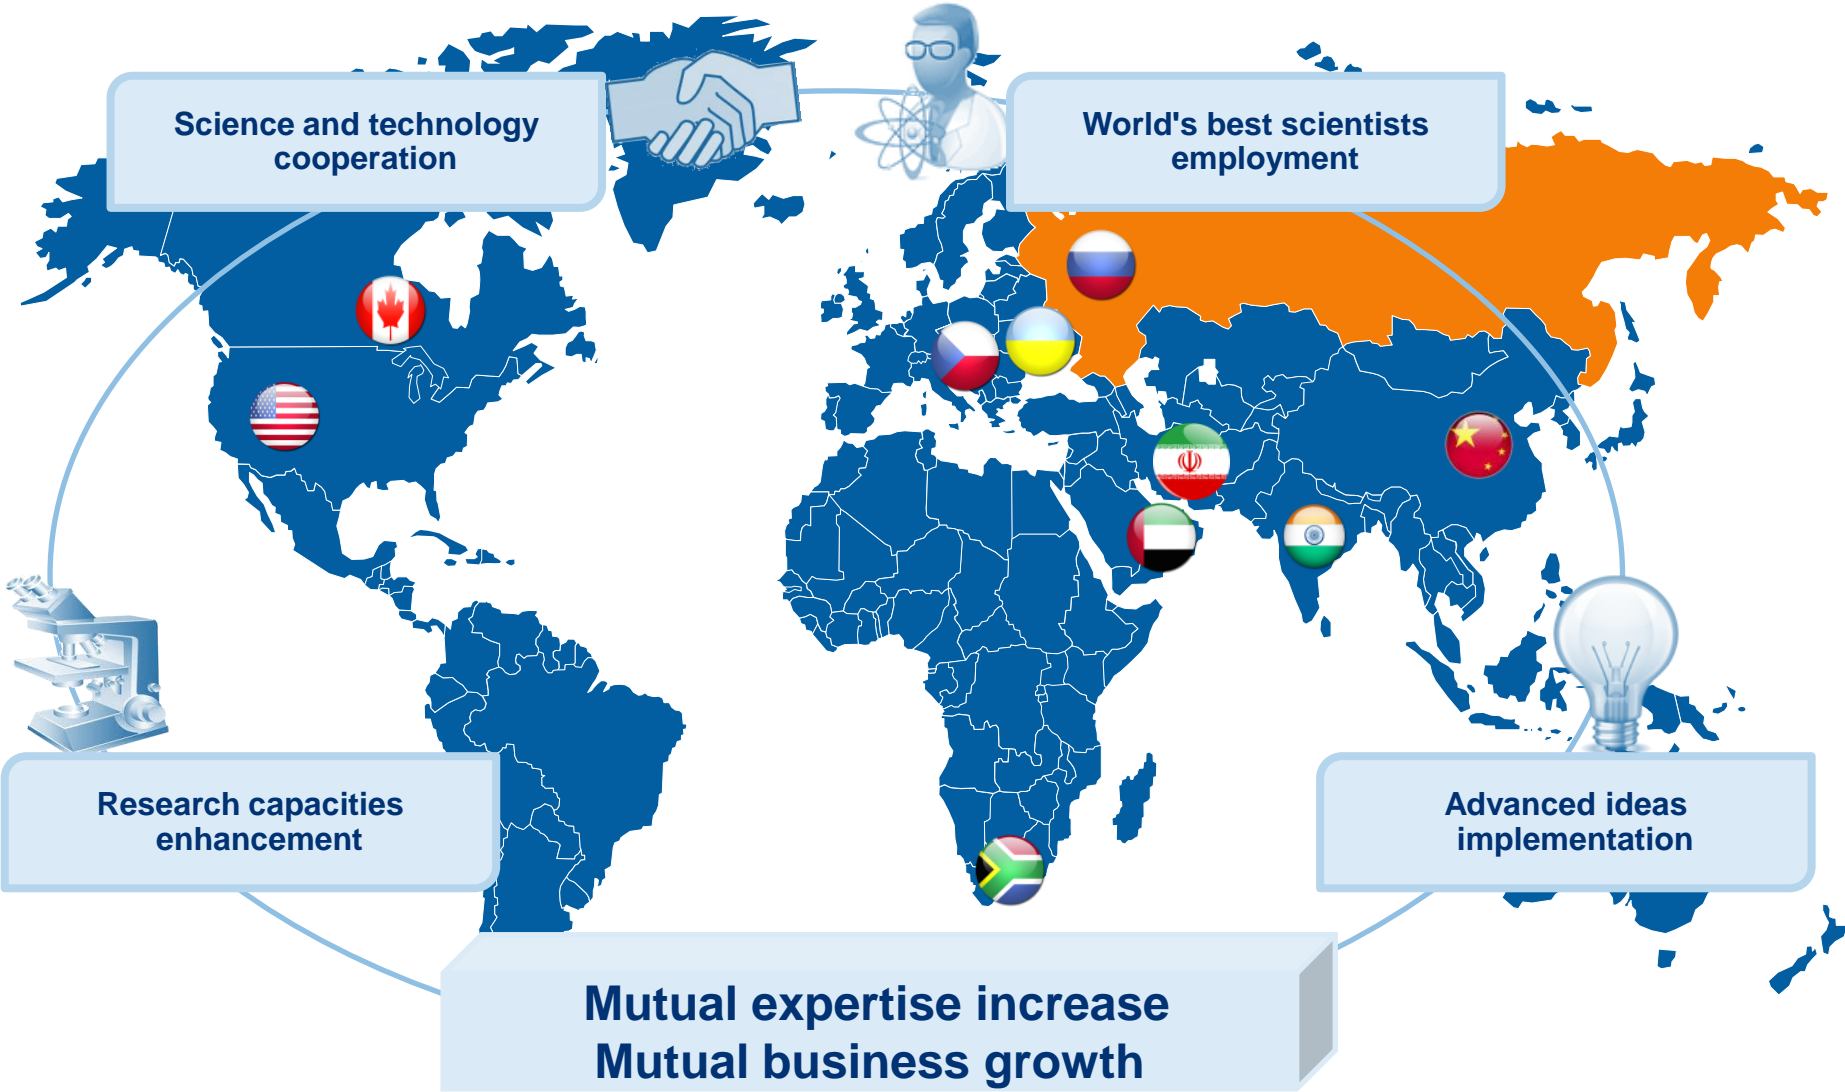 Science and technology
cooperation
World's best scientists
employment
Research capacities
enhancement
Advanced ideas
implementation
Mutual expertise increase
Mutual business growth